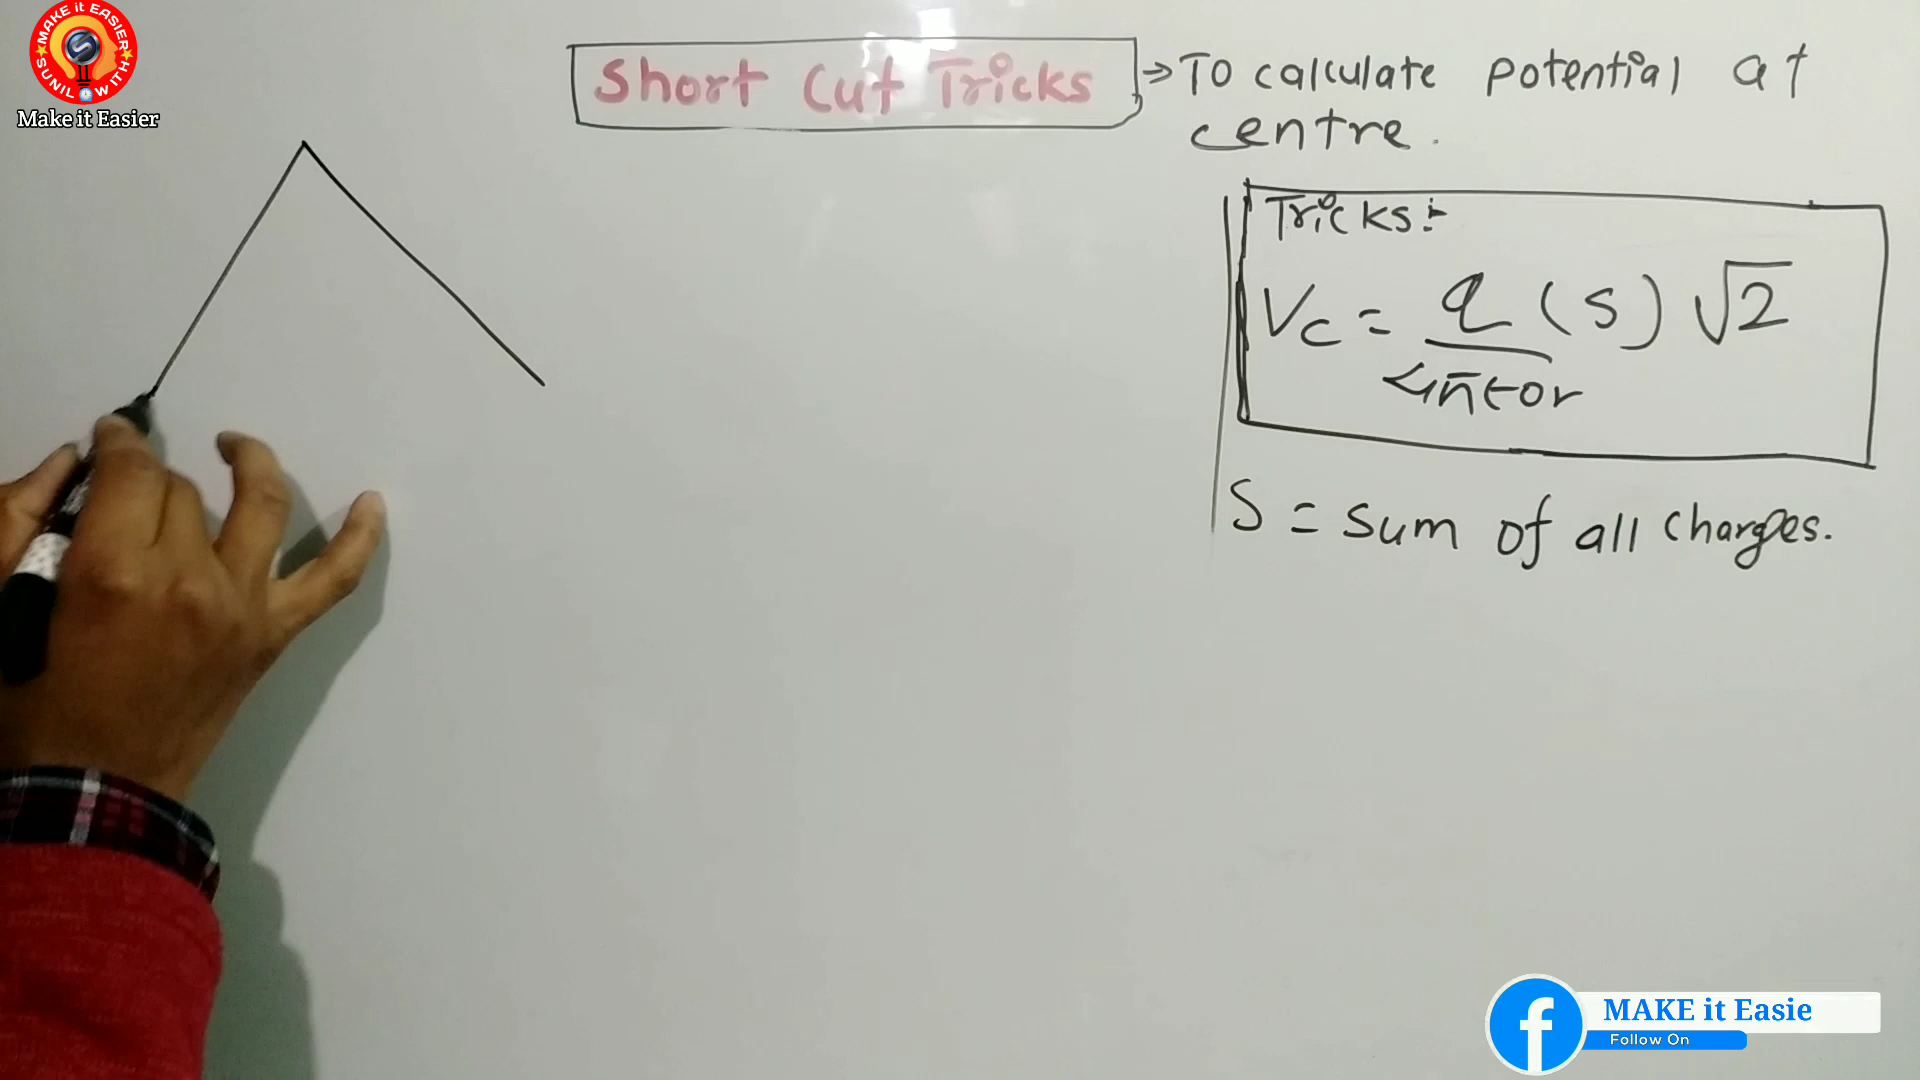 MAKE iT EASIER
SUNIL WITH
S
Make it Easier
Short Cut Tricks ⇒ To calculate potential at
centre.
Tricks:-
Vc = q/4πϵor (s) √2
S = sum of all charges.
f
MAKE it Easie
Follow On